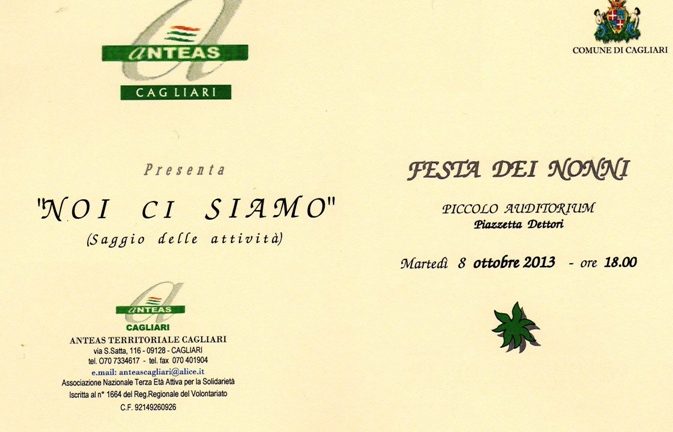 aNTEAS
CAGLIARI
Presenta
"NOI CI SIAMO"
(Saggio delle attività)
aNTEAS
CAGLIARI
ANTEAS TERRITORIALE CAGLIARI
via S.Satta, 116 - 09128 - CAGLIARI
tel. O70 7334617 - tel. fax 070 401904
e.mail: anteascagliari@alice.it
Associazione Nazionale Terza Età Attiva per la Solidarietà
Iscritta al n° 1664 del Reg.Regionale del Volontariato
C.F. 92149260926
COMUNE DI CAGLIARI
FESTA DEI NONNI
PICCOLO AUDITORIUM
Piazzetta Dettori
Martedì 8 ottobre 2013 - ore 18.00